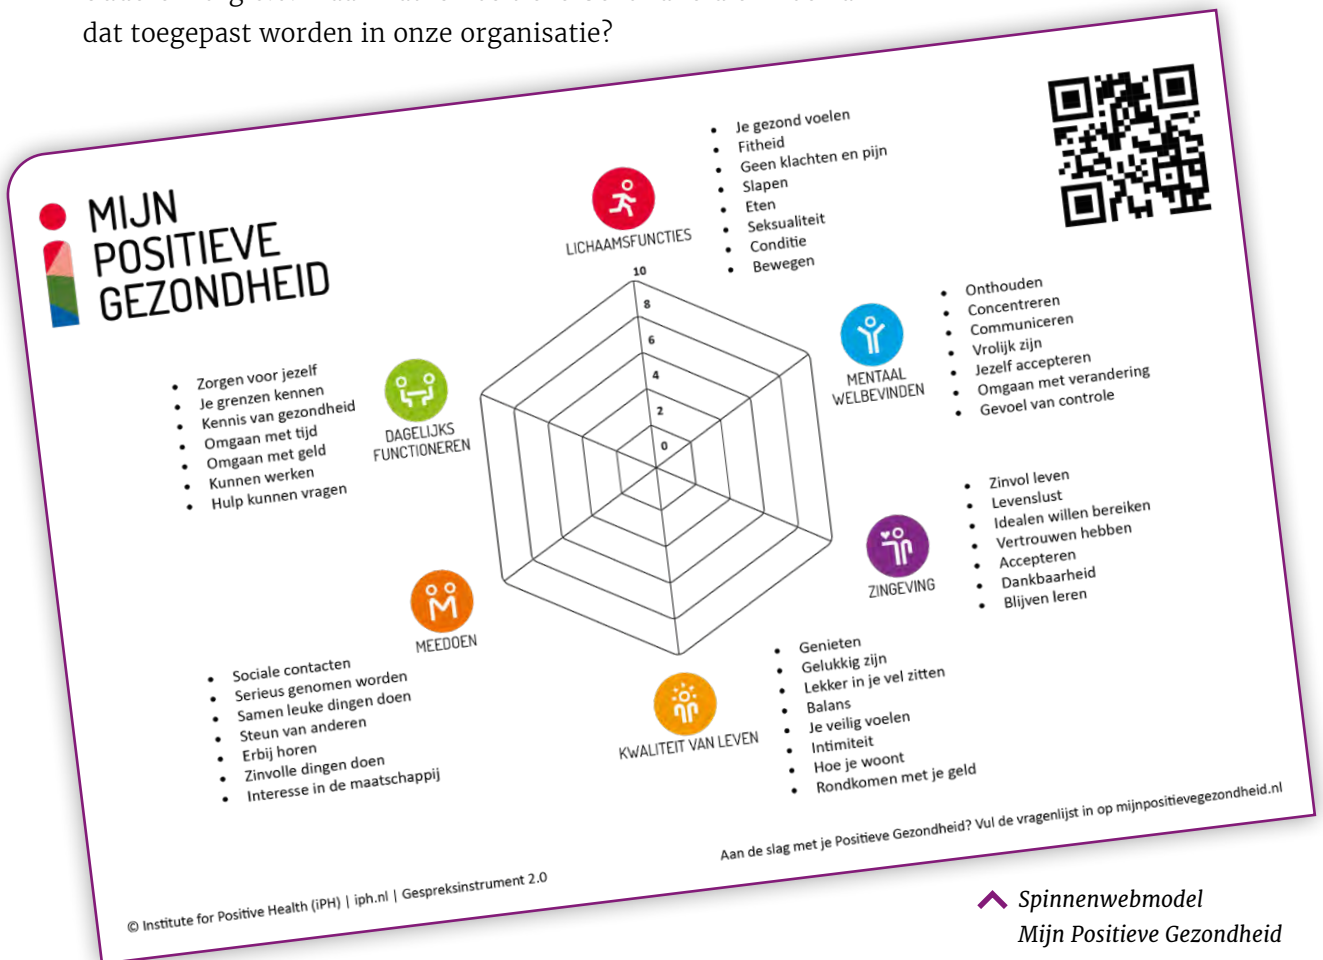 dat toegepast worden in onze organisatie?
MIJN
POSITIEVE
GEZONDHEID
LICHAAMSFUNCTIES
• Je gezond voelen
• Fitheid
• Geen klachten en pijn
• Slapen
• Eten
• Seksualiteit
• Conditie
• Bewegen
10
8
6
4
2
0
MENTAAL
WELBEVINDEN
• Onthouden
• Concentreren
• Communiceren
• Vrolijk zijn
• Jezelf accepteren
• Omgaan met verandering
• Gevoel van controle
ZINGEVING
• Zinvol leven
• Levenslust
• Idealen willen bereiken
• Vertrouwen hebben
• Accepteren
• Dankbaarheid
• Blijven leren
KWALITEIT VAN LEVEN
• Genieten
• Gelukkig zijn
• Lekker in je vel zitten
• Balans
• Je veilig voelen
• Intimiteit
• Hoe je woont
• Rondkomen met je geld
MEEDOEN
• Sociale contacten
• Serieus genomen worden
• Samen leuke dingen doen
• Steun van anderen
• Erbij horen
• Zinvolle dingen doen
• Interesse in de maatschappij
DAGELIJKS
FUNCTIONEREN
• Zorgen voor jezelf
• Je grenzen kennen
• Kennis van gezondheid
• Omgaan met tijd
• Omgaan met geld
• Kunnen werken
• Hulp kunnen vragen
Aan de slag met je Positieve Gezondheid? Vul de vragenlijst in op mijnpositievegezondheid.nl
© Institute for Positive Health (iPH) | iph.nl | Gespreksinstrument 2.0
Spinnenwebmodel
Mijn Positieve Gezondheid